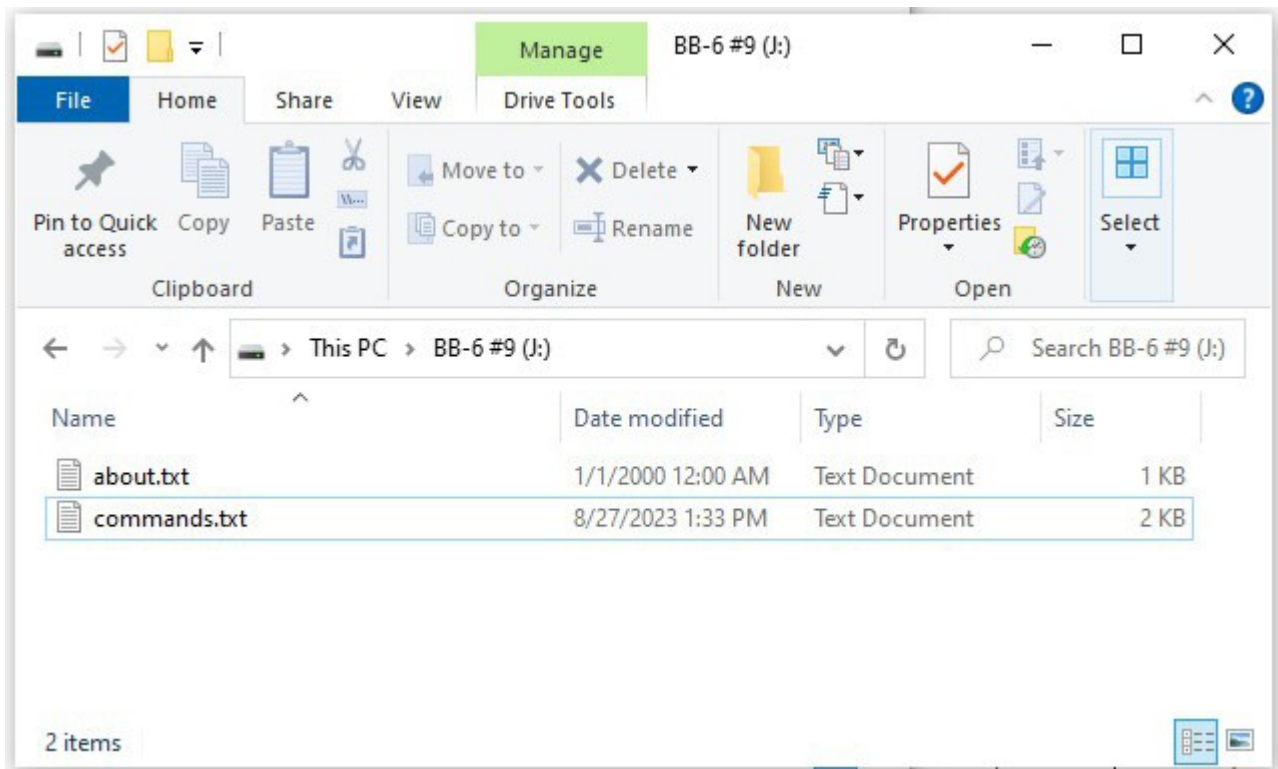 Manage
BB-6 #9 (J:)
File Home Share View Drive Tools
Pin to Quick access
Copy
Paste
Clipboard
Move to
Copy to
Delete
Rename
Organize
New folder
New
Properties
Open
Select
This PC > BB-6 #9 (J:)
Search BB-6 #9 (J:)
Name Date modified Type Size
about.txt 1/1/2000 12:00 AM Text Document 1 KB
commands.txt 8/27/2023 1:33 PM Text Document 2 KB
2 items